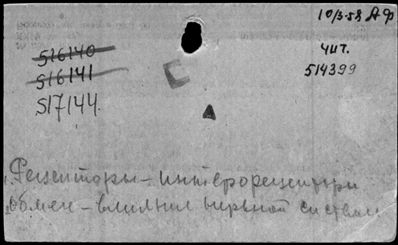 10/3-58 АФ
516140
516141
517144
чит.
514399
Рецепторы - интерорецепторы
обмен - влияние нервной системы